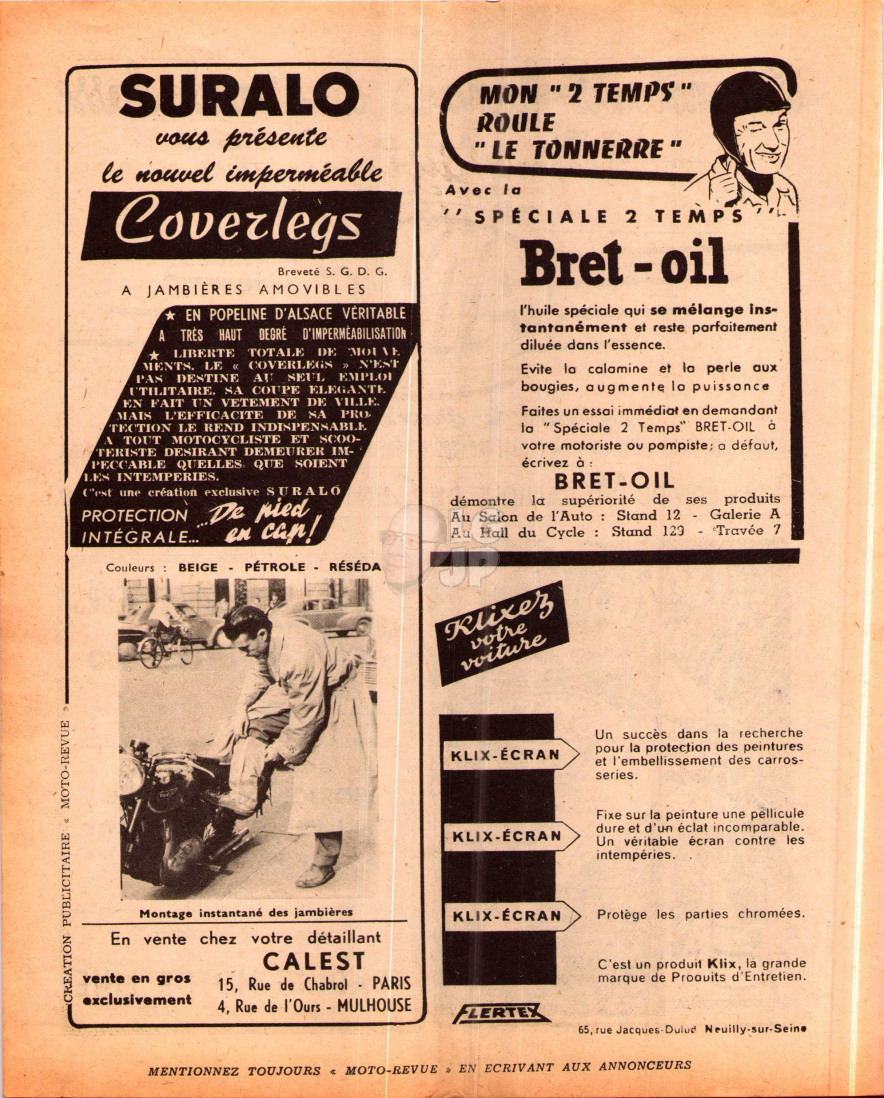 SURALO
vous présente
le nouvel imperméable
Coverlegs
Breveté S. G. D. G.
A JAMBIÈRES AMOVIBLES
★ EN POPELINE D'ALSACE VÉRITABLE
A TRÈS HAUT DEGRÉ D'IMPERMÉABILISATION
★ LIBERTE TOTALE DE MOUVE
MENTS. LE « COVERLEGS » N'EST
PAS DESTINE AU SEUL EMPLOI
UTILITAIRE. SA COUPE ELEGANTE
EN FAIT UN VETEMENT DE VILLE.
MAIS L'EFFICACITE DE SA PRO-
TECTION LE REND INDISPENSABLE
A TOUT MOTOCYCLISTE ET SCOO-
TERISTE DESIRANT DEMEURER IM-
PECCABLE QUELLES QUE SOIENT
LES INTEMPERIES.
C'est une création exclusive SURALO
PROTECTION
INTÉGRALE...
...De pied
en cap!
Couleurs : BEIGE - PÉTROLE - RÉSÉDA
Montage instantané des jambières
En vente chez votre détaillant
CALEST
vente en gros
exclusivement
15, Rue de Chabrol - PARIS
4, Rue de l'Ours - MULHOUSE
CREATION PUBLICITAIRE « MOTO-REVUE »
MON "2 TEMPS"
ROULE
"LE TONNERRE"
Avec la
"SPÉCIALE 2 TEMPS"
Bret-oil
l'huile spéciale qui se mélange ins-
tantanément et reste parfaitement
diluée dans l'essence.
Evite la calamine et la perle aux
bougies, augmente la puissance
Faites un essai immédiat en demandant
la "Spéciale 2 Temps" BRET-OIL à
votre motoriste ou pompiste; a défaut,
écrivez à :
BRET-OIL
démontre la supériorité de ses produits
Au Salon de l'Auto : Stand 12 - Galerie A
Au Hall du Cycle : Stand 129 - Travée 7
JP
Klixez
votre
voiture
KLIX-ÉCRAN
Un succès dans la recherche
pour la protection des peintures
et l'embellissement des carros-
series.
KLIX-ÉCRAN
Fixe sur la peinture une pellicule
dure et d'un éclat incomparable.
Un véritable écran contre les
intempéries.
KLIX-ÉCRAN
Protège les parties chromées.
C'est un produit Klix, la grande
marque de Produits d'Entretien.
FLERTEX
65, rue Jacques-Dulud Neuilly-sur-Seine
MENTIONNEZ TOUJOURS « MOTO-REVUE » EN ECRIVANT AUX ANNONCEURS